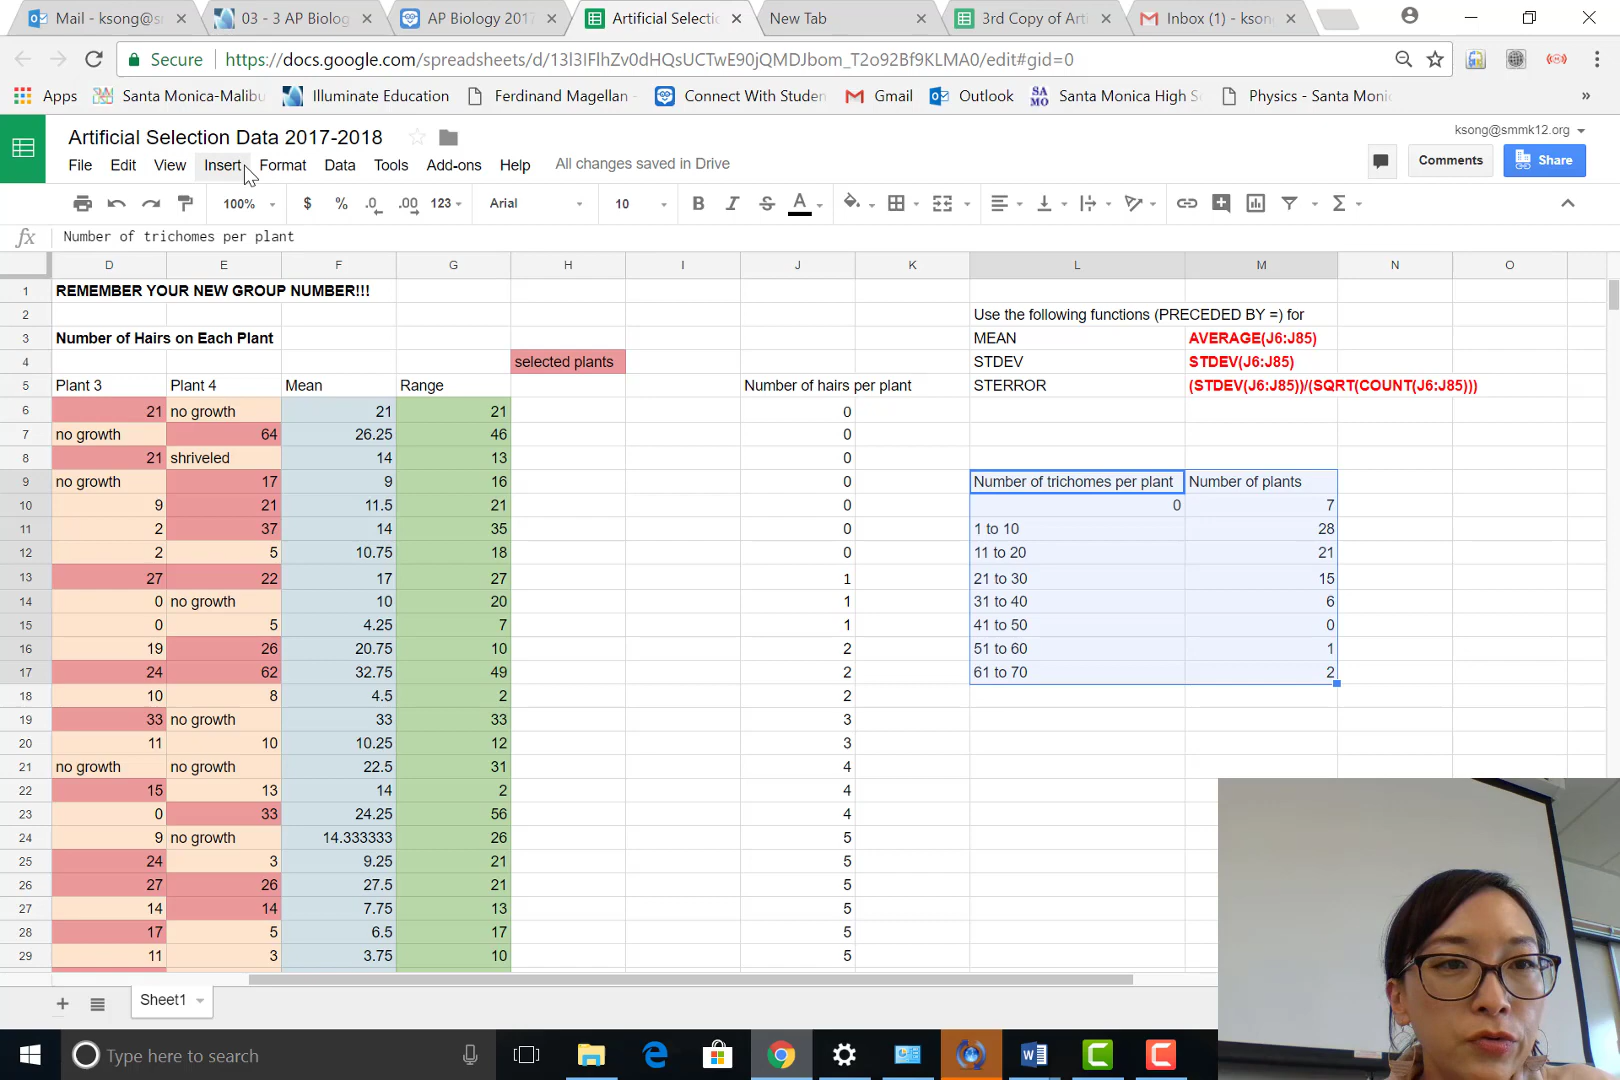 Mail - ksong@sm
03 - 3 AP Biolog
AP Biology 2017
Artificial Selectio
New Tab
3rd Copy of Arti
Inbox (1) - kson
Secure
https://docs.google.com/spreadsheets/d/13l3IFlhZv0dHQsUCTwE90jQMDJbom_T2o92Bf9KLMA0/edit#gid=0
Apps
Santa Monica-Malibu
Illuminate Education
Ferdinand Magellan -
Connect With Studen
Gmail
Outlook
SA MO
Santa Monica High S
Physics - Santa Moni
»
Artificial Selection Data 2017-2018
ksong@smmk12.org
File Edit View Insert Format Data Tools Add-ons Help
All changes saved in Drive
Comments
Share
100% $ % .0 .00 123 Arial 10 B I S A Σ
fx Number of trichomes per plant
D E F G H I J K L M N O
1 REMEMBER YOUR NEW GROUP NUMBER!!!
2 Use the following functions (PRECEDED BY =) for
3 Number of Hairs on Each Plant MEAN AVERAGE(J6:J85)
4 selected plants STDEV STDEV(J6:J85)
5 Plant 3 Plant 4 Mean Range Number of hairs per plant STERROR (STDEV(J6:J85))/(SQRT(COUNT(J6:J85)))
6 21 no growth 21 21 0
7 no growth 64 26.25 46 0
8 21 shriveled 14 13 0
9 no growth 17 9 16 0 Number of trichomes per plant Number of plants
10 9 21 11.5 21 0 0 7
11 2 37 14 35 0 1 to 10 28
12 2 5 10.75 18 0 11 to 20 21
13 27 22 17 27 1 21 to 30 15
14 0 no growth 10 20 1 31 to 40 6
15 0 5 4.25 7 1 41 to 50 0
16 19 26 20.75 10 2 51 to 60 1
17 24 62 32.75 49 2 61 to 70 2
18 10 8 4.5 2 2
19 33 no growth 33 33 3
20 11 10 10.25 12 3
21 no growth no growth 22.5 31 4
22 15 13 14 2 4
23 0 33 24.25 56 4
24 9 no growth 14.333333 26 5
25 24 3 9.25 21 5
26 27 26 27.5 21 5
27 14 14 7.75 13 5
28 17 5 6.5 17 5
29 11 3 3.75 10 5
Sheet1
Type here to search